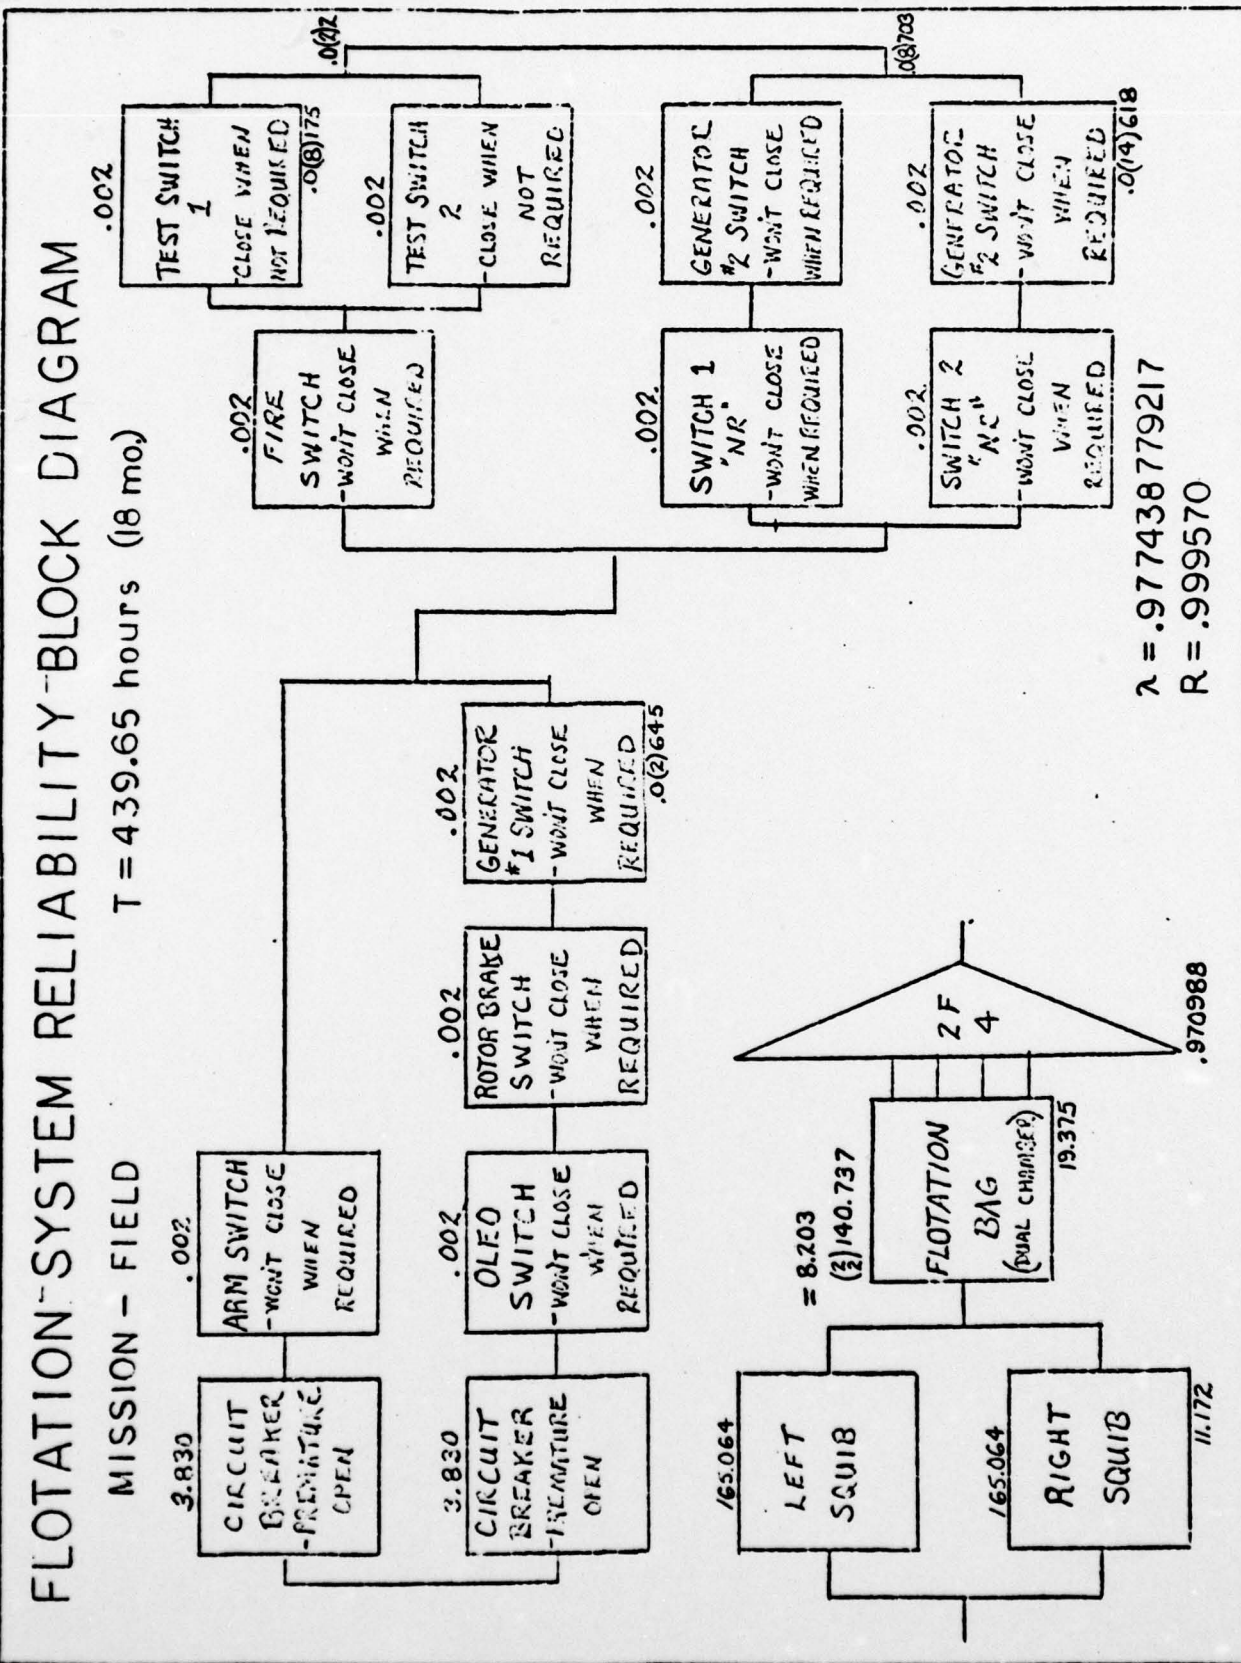 FLOTATION SYSTEM RELIABILITY BLOCK DIAGRAM
MISSION - FIELD
T = 439.65 hours (18 mo.)
3.830
CIRCUIT
BREAKER
-PREMATURE
OPEN
.002
ARM SWITCH
-WON'T CLOSE
WHEN
REQUIRED
3.830
CIRCUIT
BREAKER
-PREMATURE
OPEN
.002
OLEO
SWITCH
-WON'T CLOSE
WHEN
REQUIRED
.002
ROTOR BRAKE
SWITCH
-WON'T CLOSE
WHEN
REQUIRED
.002
GENERATOR
#1 SWITCH
-WON'T CLOSE
WHEN
REQUIRED
.0(2)645
.002
FIRE
SWITCH
-WON'T CLOSE
WHEN
REQUIRED
.002
TEST SWITCH
1
-CLOSE WHEN
NOT REQUIRED
.0(8)175
.002
TEST SWITCH
2
-CLOSE WHEN
NOT
REQUIRED
.0(2)2
.002
SWITCH 1
"NR"
-WON'T CLOSE
WHEN REQUIRED
.002
GENERATOR
#2 SWITCH
-WON'T CLOSE
WHEN REQUIRED
.0(8)703
.002
SWITCH 2
-WON'T CLOSE
WHEN
REQUIRED
.002
GENERATOR
#2 SWITCH
-WON'T CLOSE
WHEN
REQUIRED
.0(14)618
165.064
LEFT
SQUIB
165.064
RIGHT
SQUIB
11.172
= 8.203
(2/2)140.737
FLOTATION
BAG
(DUAL CHAMBER)
19.375
2F
4
.970988
λ = .977438779217
R = .999570